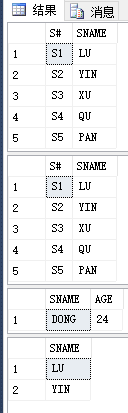 结果 消息
S# SNAME
1 S1 LU
2 S2 YIN
3 S3 XU
4 S4 QU
5 S5 PAN
S# SNAME
1 S1 LU
2 S2 YIN
3 S3 XU
4 S4 QU
5 S5 PAN
SNAME AGE
1 DONG 24
SNAME
1 LU
2 YIN